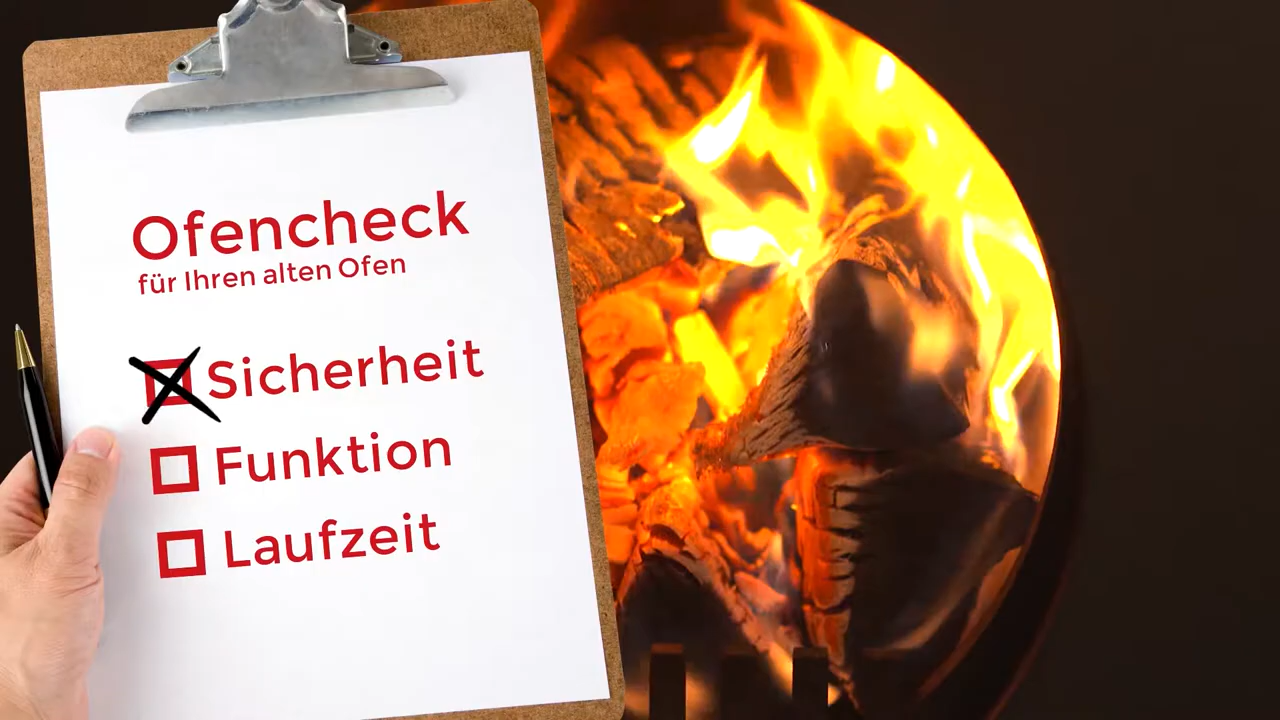 Ofencheck
für Ihren alten Ofen
Sicherheit
Funktion
Laufzeit